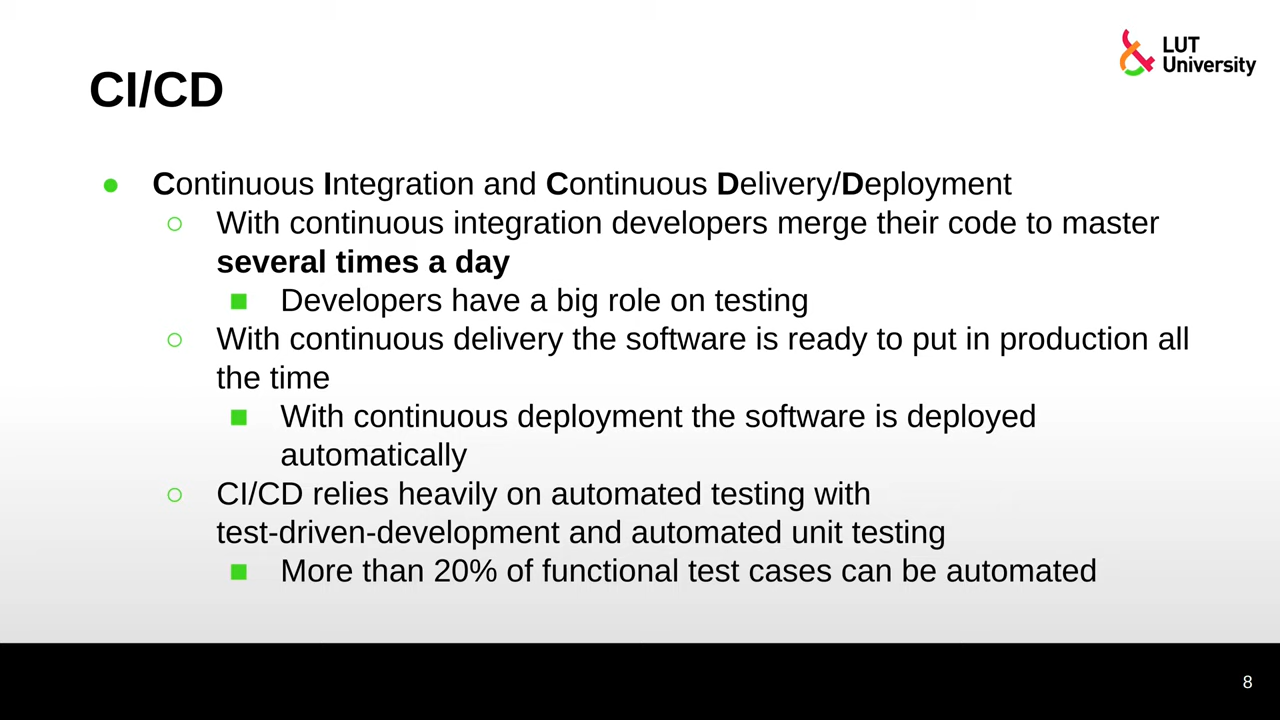 LUT
University
CI/CD
● Continuous Integration and Continuous Delivery/Deployment
○ With continuous integration developers merge their code to master
several times a day
■ Developers have a big role on testing
○ With continuous delivery the software is ready to put in production all
the time
■ With continuous deployment the software is deployed
automatically
○ CI/CD relies heavily on automated testing with
test-driven-development and automated unit testing
■ More than 20% of functional test cases can be automated
8